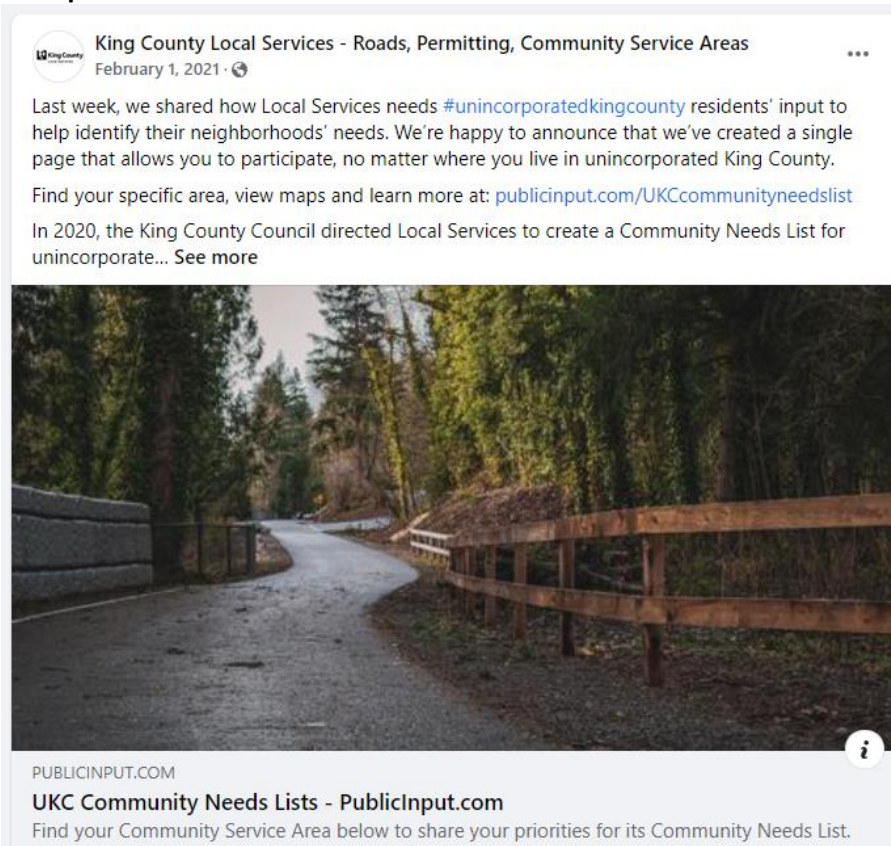 King County
King County Local Services - Roads, Permitting, Community Service Areas
February 1, 2021 ·
Last week, we shared how Local Services needs #unincorporatedkingcounty residents' input to
help identify their neighborhoods' needs. We're happy to announce that we've created a single
page that allows you to participate, no matter where you live in unincorporated King County.
Find your specific area, view maps and learn more at: publicinput.com/UKCcommunityneedslist
In 2020, the King County Council directed Local Services to create a Community Needs List for
unincorporate... See more
PUBLICINPUT.COM
UKC Community Needs Lists - PublicInput.com
Find your Community Service Area below to share your priorities for its Community Needs List.